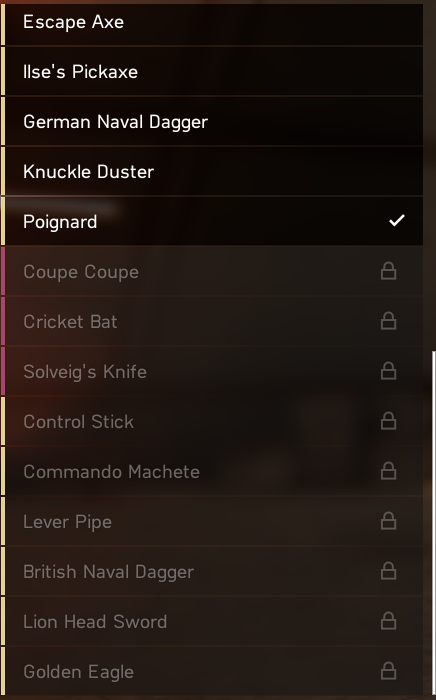 Escape Axe
Ilse's Pickaxe
German Naval Dagger
Knuckle Duster
Poignard
Coupe Coupe
Cricket Bat
Solveig's Knife
Control Stick
Commando Machete
Lever Pipe
British Naval Dagger
Lion Head Sword
Golden Eagle